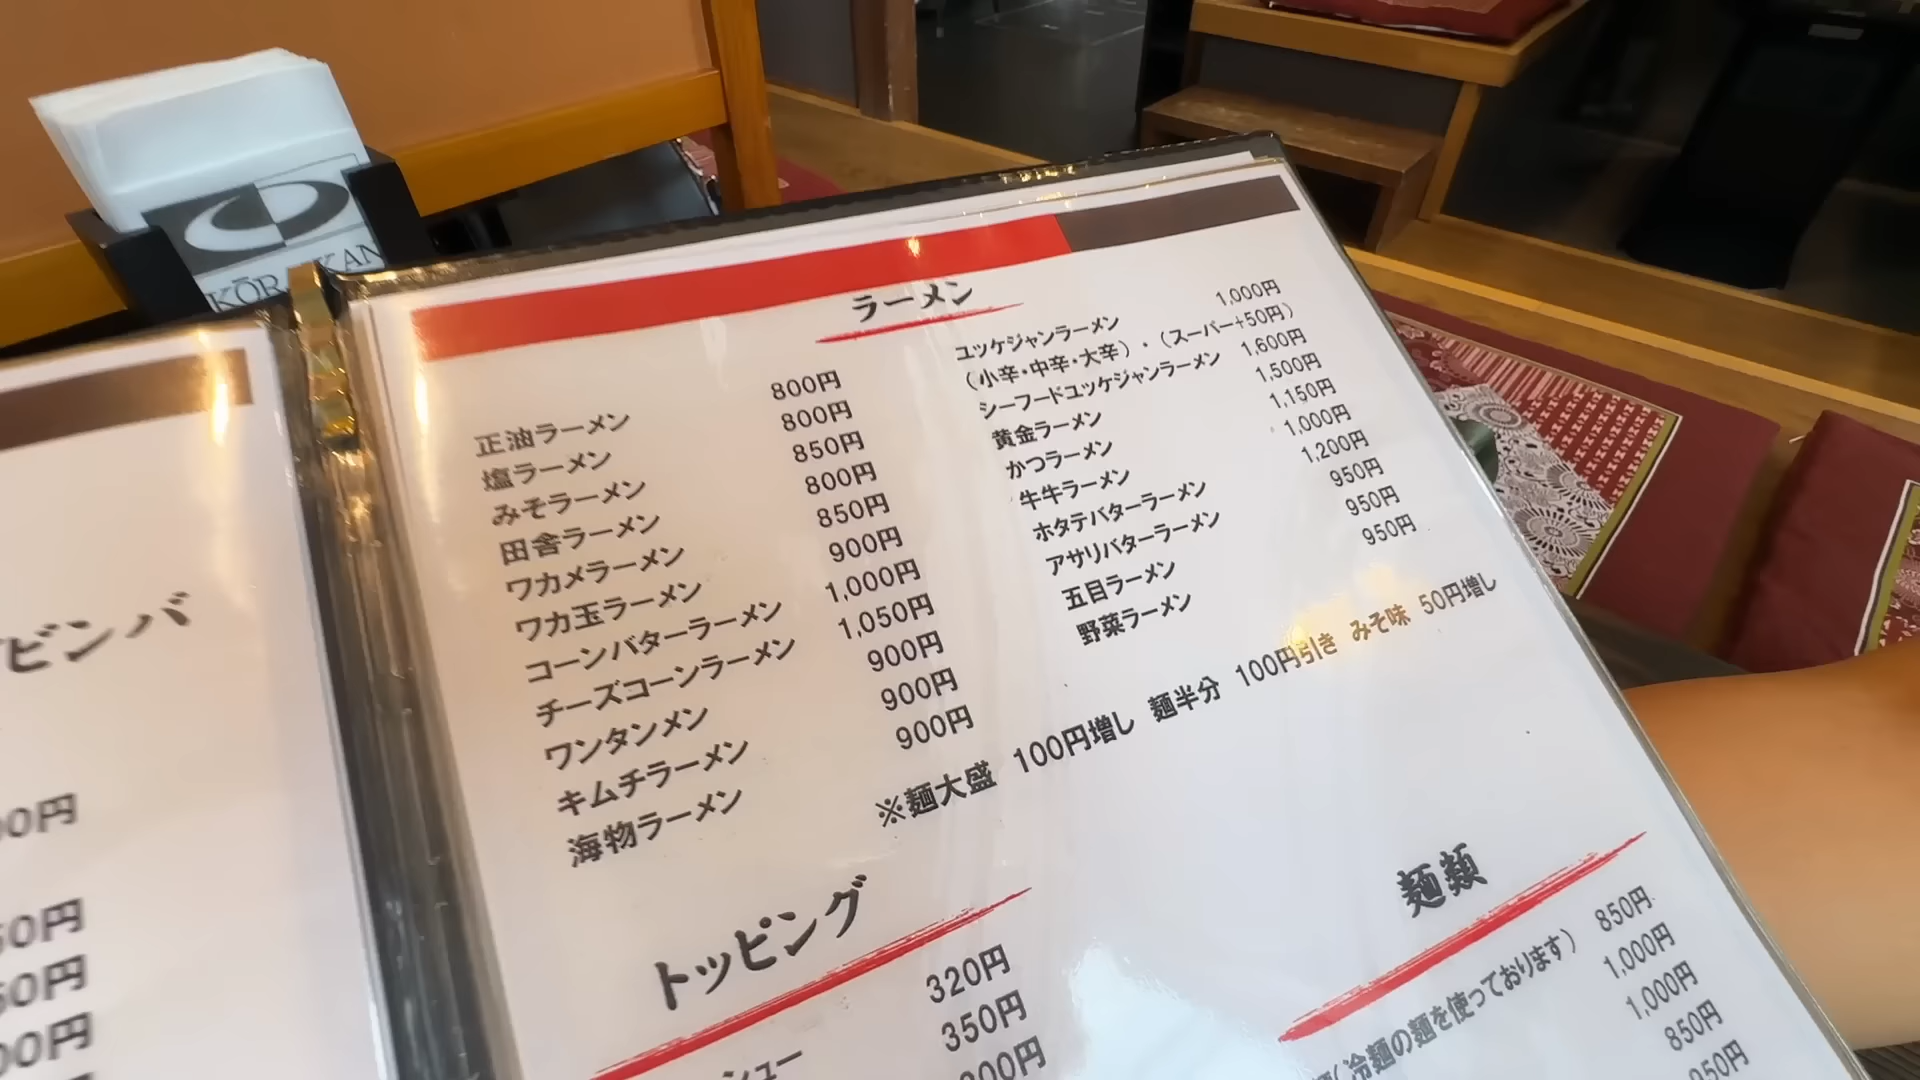 KŌRA KAN
ビンバ
ラーメン
正油ラーメン 800円
塩ラーメン 800円
みそラーメン 850円
田舎ラーメン 800円
ワカメラーメン 850円
ワカ玉ラーメン 900円
コーンバターラーメン 1,000円
チーズコーンラーメン 1,050円
ワンタンメン 900円
キムチラーメン 900円
海物ラーメン 900円
ユッケジャンラーメン 1,000円
（小辛・中辛・大辛）・（スーパー+50円）
シーフードユッケジャンラーメン 1,600円
黄金ラーメン 1,500円
かつラーメン 1,150円
牛牛ラーメン 1,000円
ホタテバターラーメン 1,200円
アサリバターラーメン 950円
五目ラーメン 950円
野菜ラーメン 950円
※麺大盛 100円増し 麺半分 100円引き みそ味 50円増し
トッピング
320円
350円
麺類
冷麺の麺を使っております） 850円
1,000円
1,000円
850円
950円